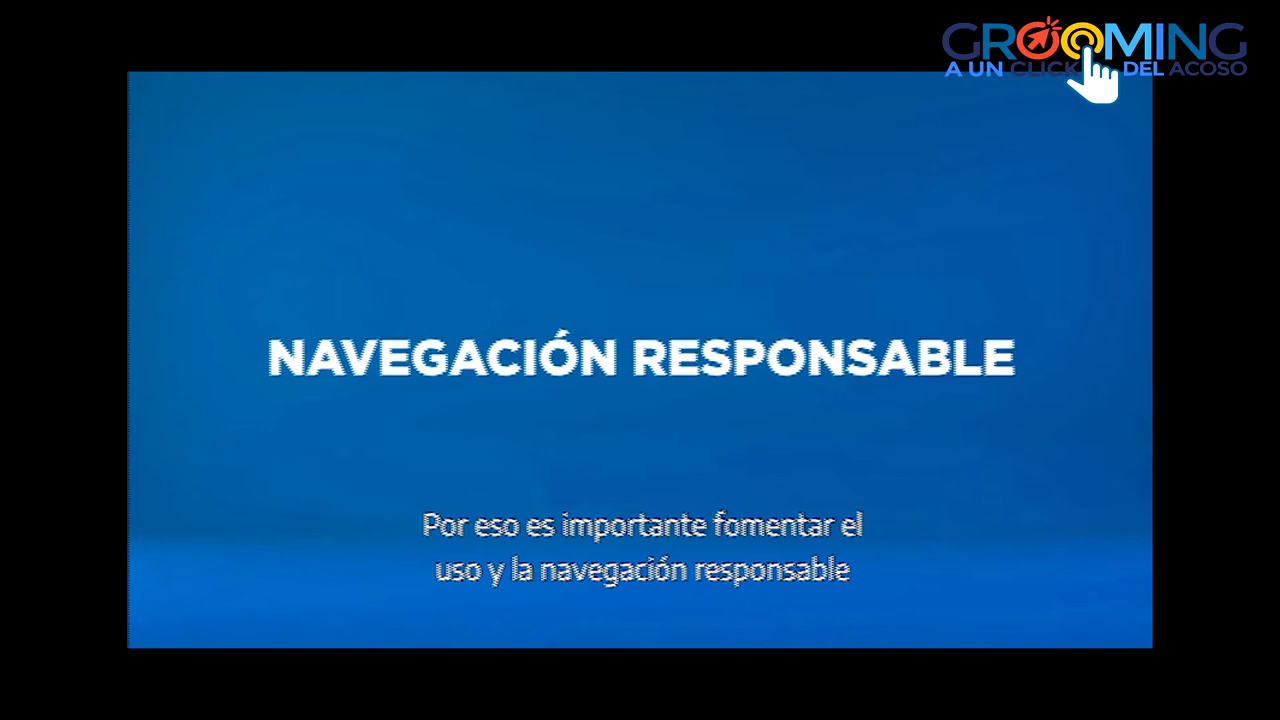 GROOMING
A UN CLICK DEL ACOSO
NAVEGACIÓN RESPONSABLE
Por eso es importante fomentar el
uso y la navegación responsable